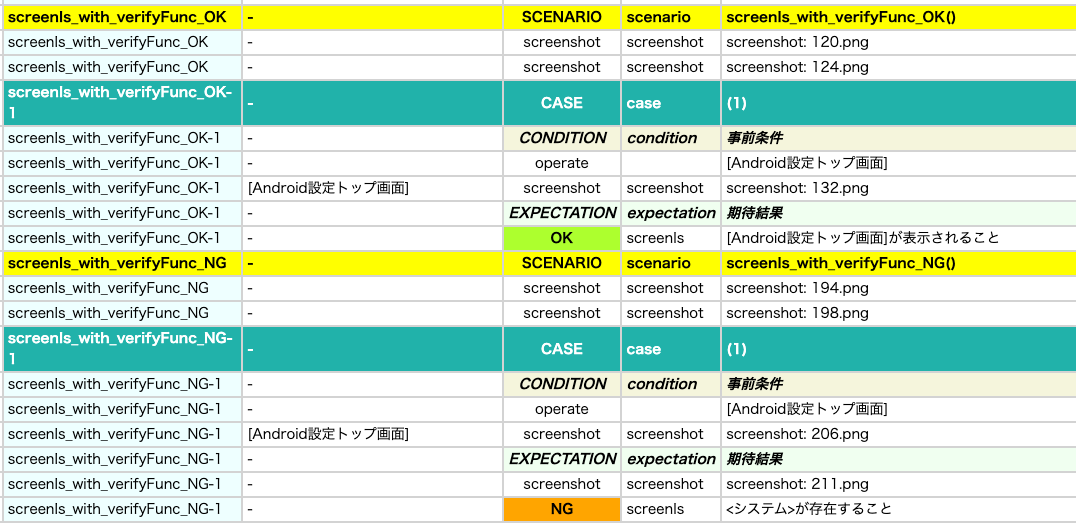 screenIs_with_verifyFunc_OK - SCENARIO scenario screenIs_with_verifyFunc_OK()
screenIs_with_verifyFunc_OK - screenshot screenshot screenshot: 120.png
screenIs_with_verifyFunc_OK - screenshot screenshot screenshot: 124.png
screenIs_with_verifyFunc_OK-
1 - CASE case (1)
screenIs_with_verifyFunc_OK-1 - CONDITION condition 事前条件
screenIs_with_verifyFunc_OK-1 - operate [Android設定トップ画面]
screenIs_with_verifyFunc_OK-1 [Android設定トップ画面] screenshot screenshot screenshot: 132.png
screenIs_with_verifyFunc_OK-1 - EXPECTATION expectation 期待結果
screenIs_with_verifyFunc_OK-1 - OK screenIs [Android設定トップ画面]が表示されること
screenIs_with_verifyFunc_NG - SCENARIO scenario screenIs_with_verifyFunc_NG()
screenIs_with_verifyFunc_NG - screenshot screenshot screenshot: 194.png
screenIs_with_verifyFunc_NG - screenshot screenshot screenshot: 198.png
screenIs_with_verifyFunc_NG-
1 - CASE case (1)
screenIs_with_verifyFunc_NG-1 - CONDITION condition 事前条件
screenIs_with_verifyFunc_NG-1 - operate [Android設定トップ画面]
screenIs_with_verifyFunc_NG-1 [Android設定トップ画面] screenshot screenshot screenshot: 206.png
screenIs_with_verifyFunc_NG-1 - EXPECTATION expectation 期待結果
screenIs_with_verifyFunc_NG-1 - screenshot screenshot screenshot: 211.png
screenIs_with_verifyFunc_NG-1 - NG screenIs <システム>が存在すること